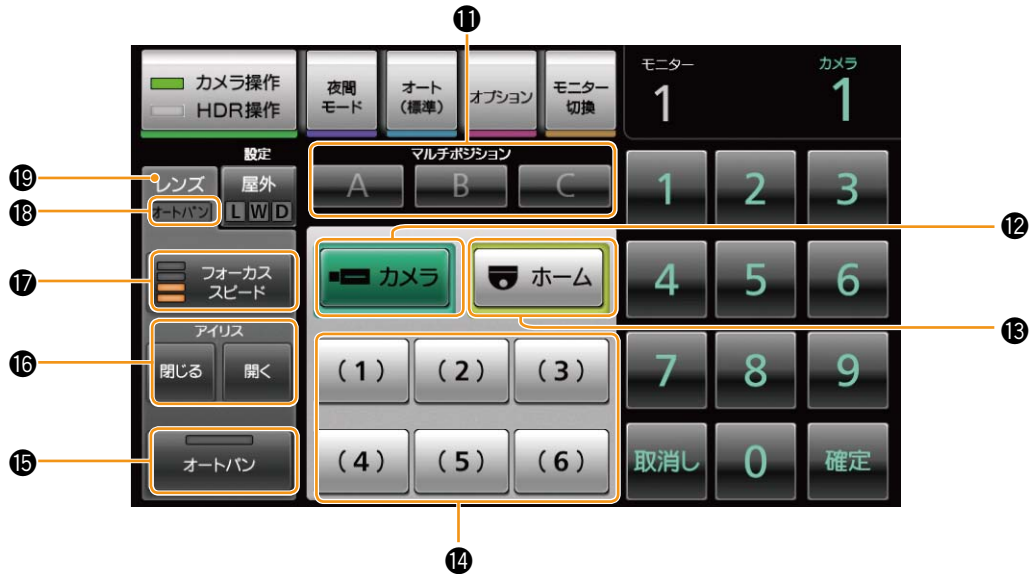 ⓫
カメラ操作
HDR操作
夜間
モード
オート
(標準)
オプション
モニター
切換
モニター
1
カメラ
1
設定
マルチポジション
⓳
レンズ
屋外
A
B
C
1
2
3
⓲
オートパン
L W D
⓬
⓱
フォーカス
スピード
カメラ
ホーム
4
5
6
⓭
アイリス
⓰
閉じる
開く
(1)
(2)
(3)
7
8
9
⓯
オートパン
(4)
(5)
(6)
取消し
0
確定
⓮